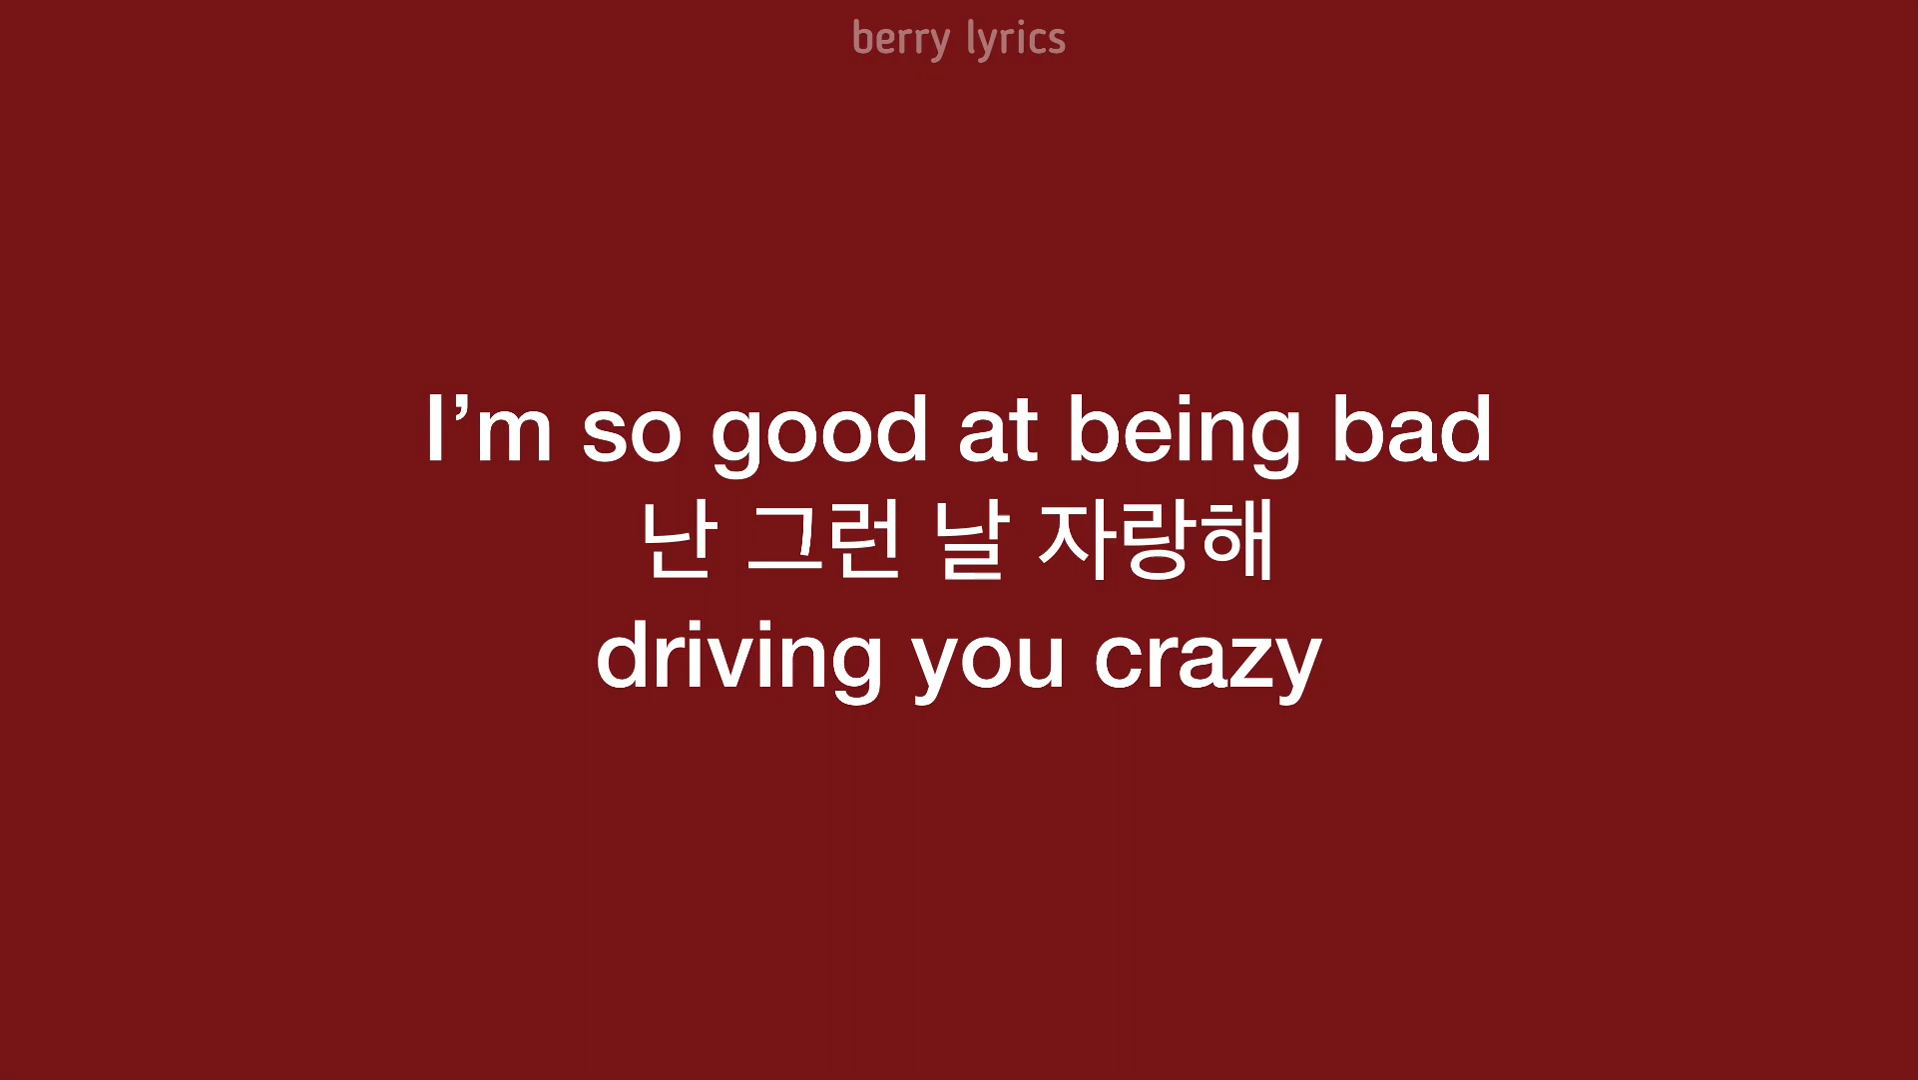 berry lyrics
I’m so good at being bad
난 그런 날 자랑해
driving you crazy